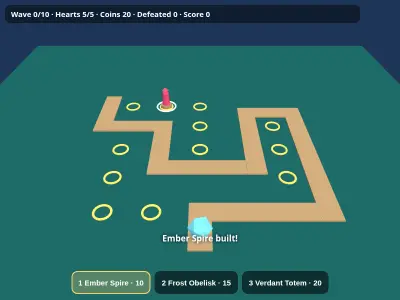 Wave 0/10 · Hearts 5/5 · Coins 20 · Defeated 0 · Score 0
Ember Spire built!
1 Ember Spire · 10
2 Frost Obelisk · 15
3 Verdant Totem · 20